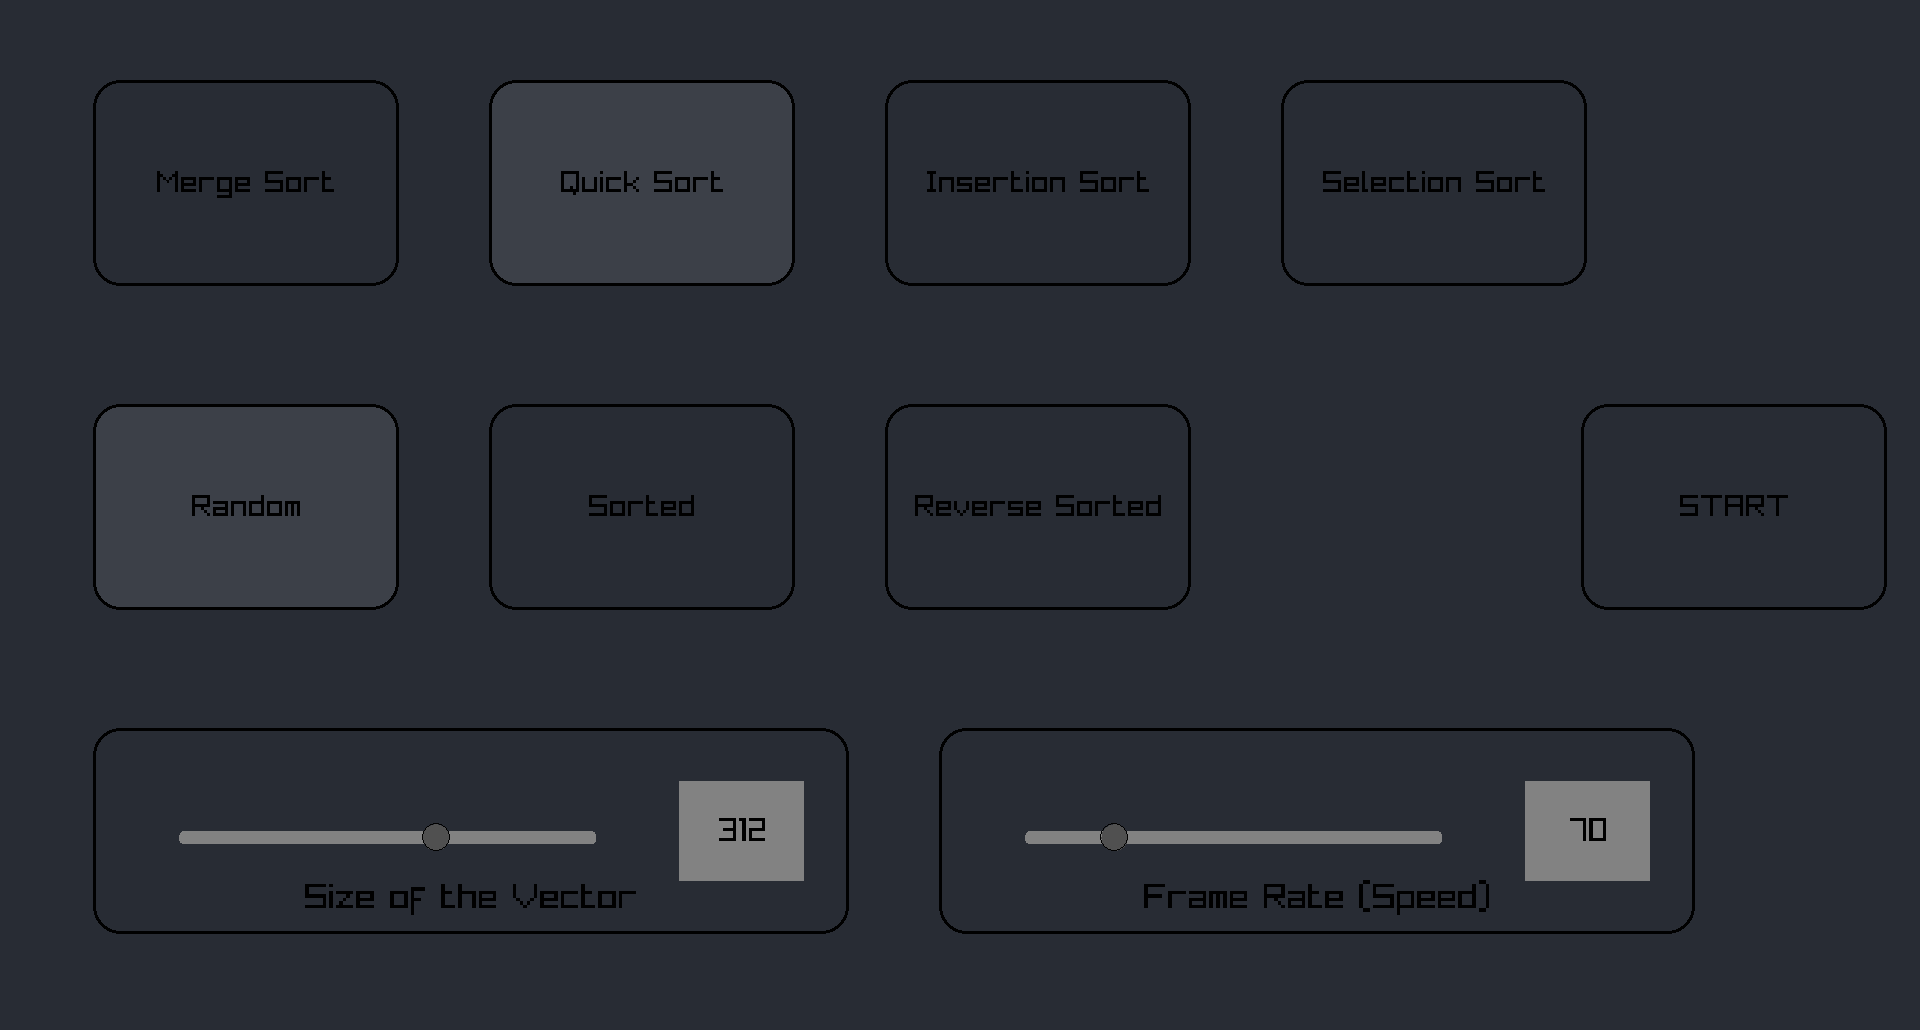 Merge Sort
Quick Sort
Insertion Sort
Selection Sort
Random
Sorted
Reverse Sorted
START
312
Size of the Vector
70
Frame Rate (Speed)